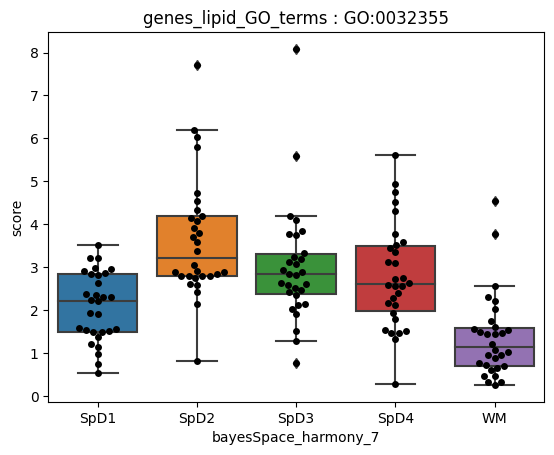 genes_lipid_GO_terms : GO:0032355
8
7
6
5
4
3
2
1
0
score
SpD1 SpD2 SpD3 SpD4 WM
bayesSpace_harmony_7